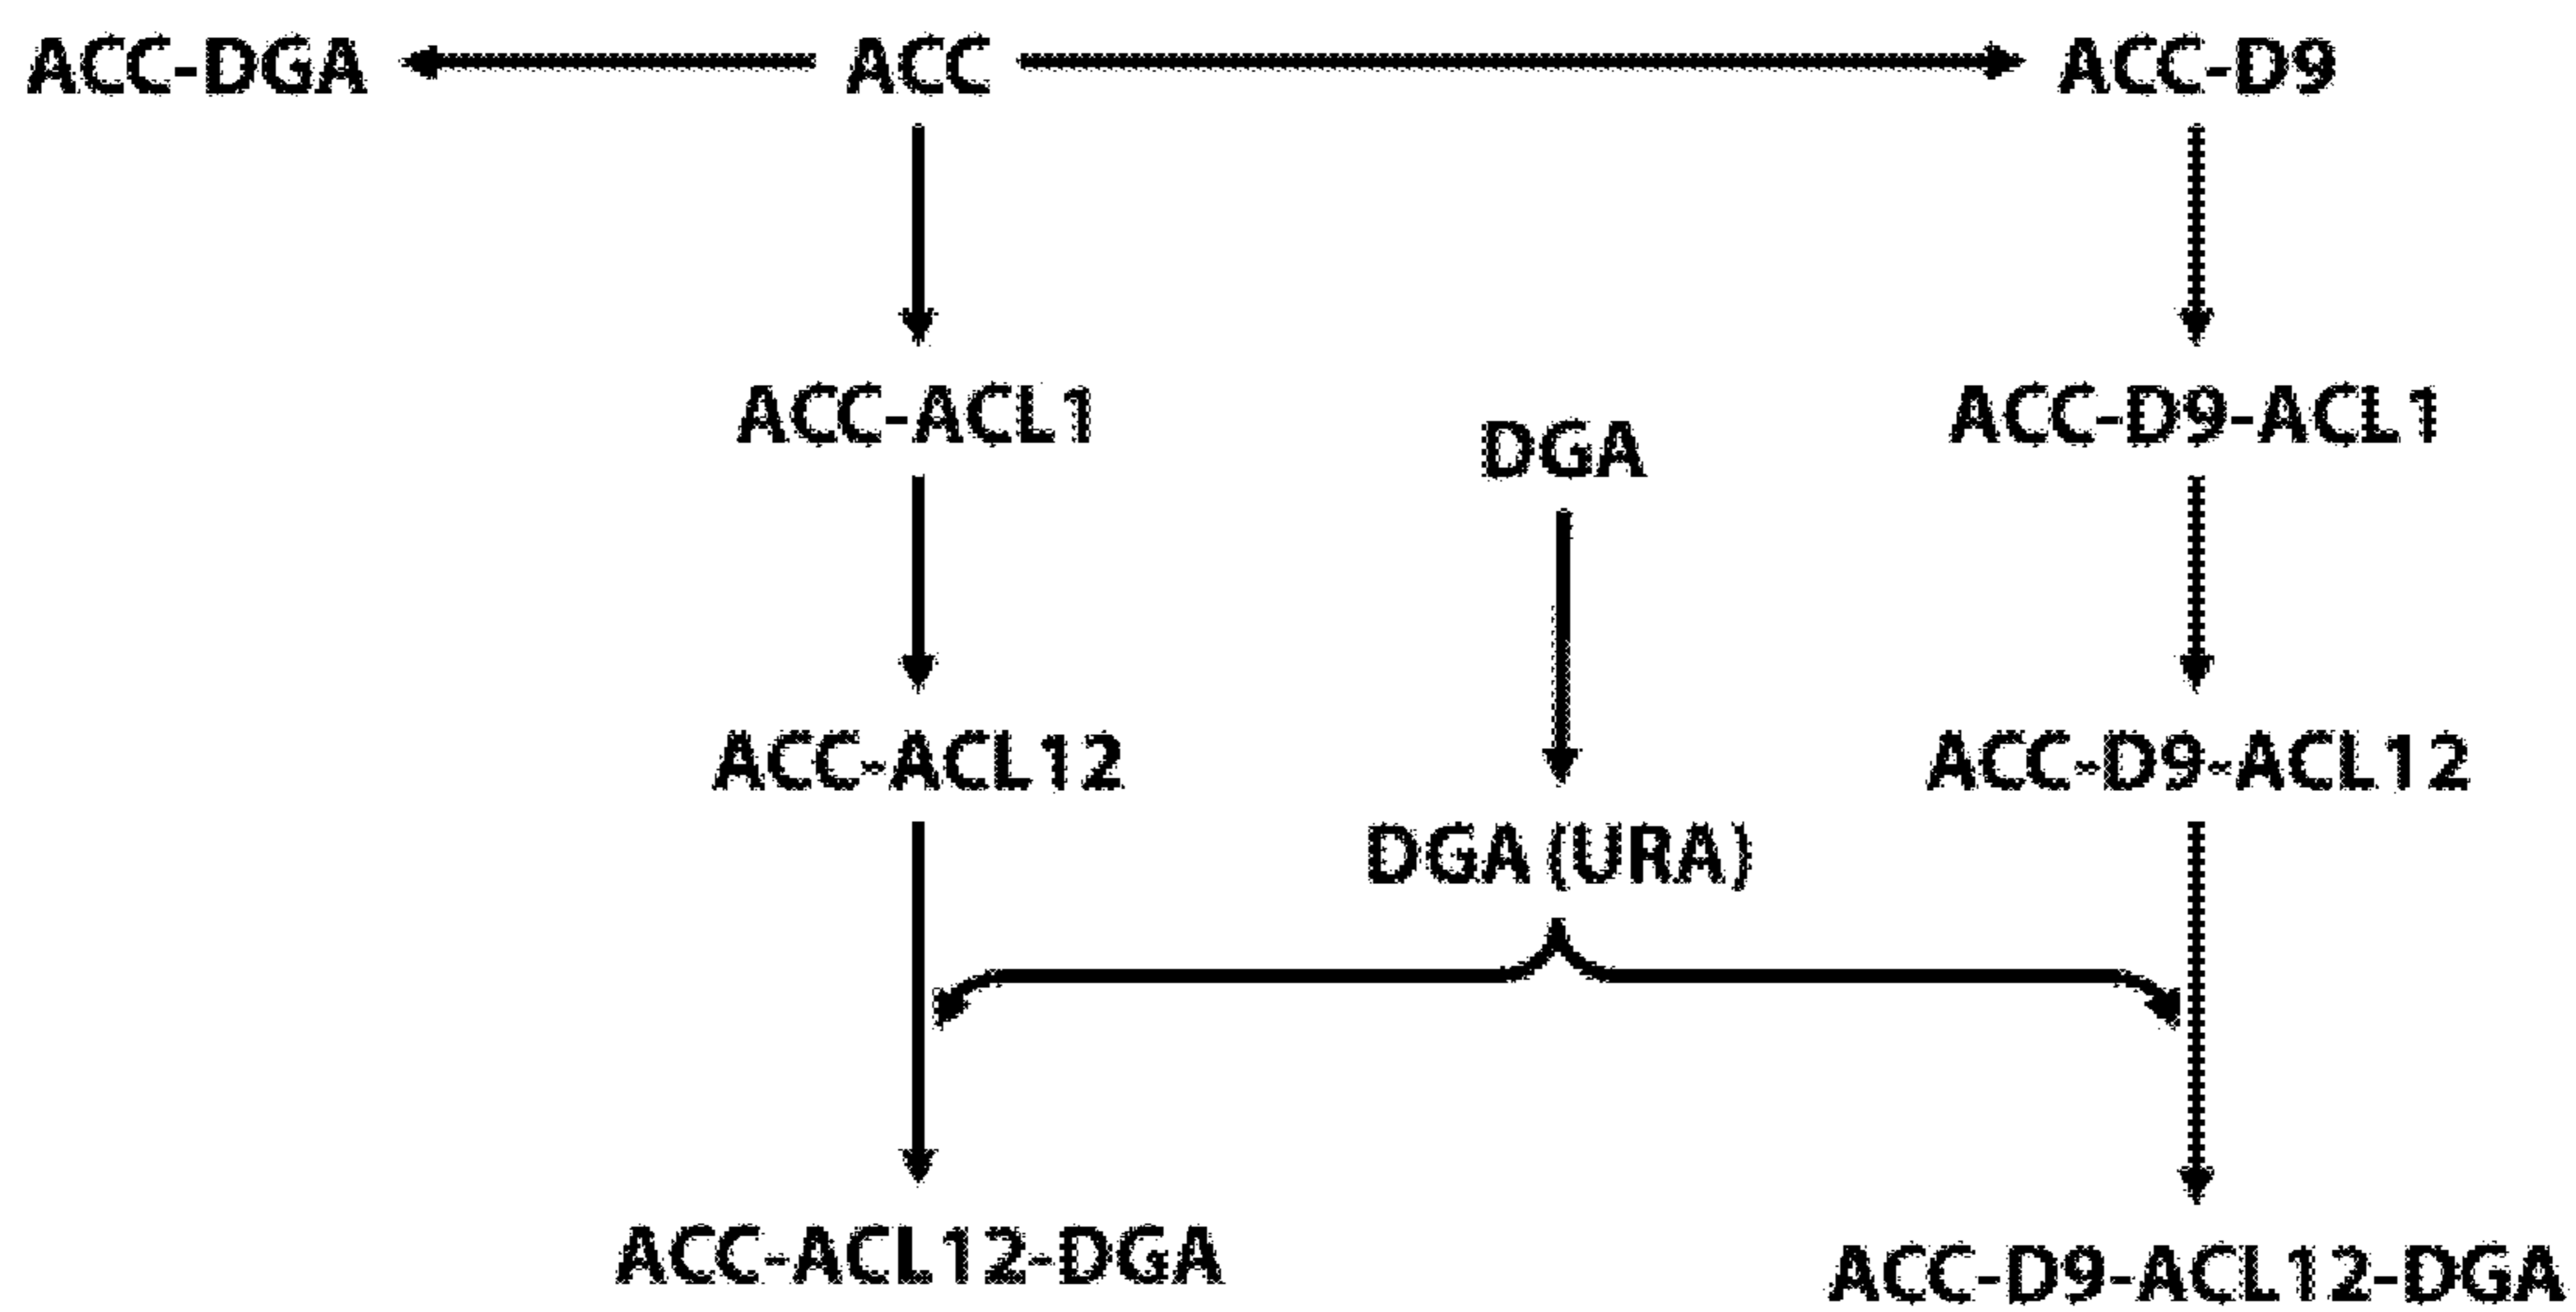 ACC-DGA
ACC
ACC-D9
ACC-ACL1
DGA
ACC-D9-ACL1
ACC-ACL12
ACC-D9-ACL12
DGA (URA)
ACC-ACL12-DGA
ACC-D9-ACL12-DGA